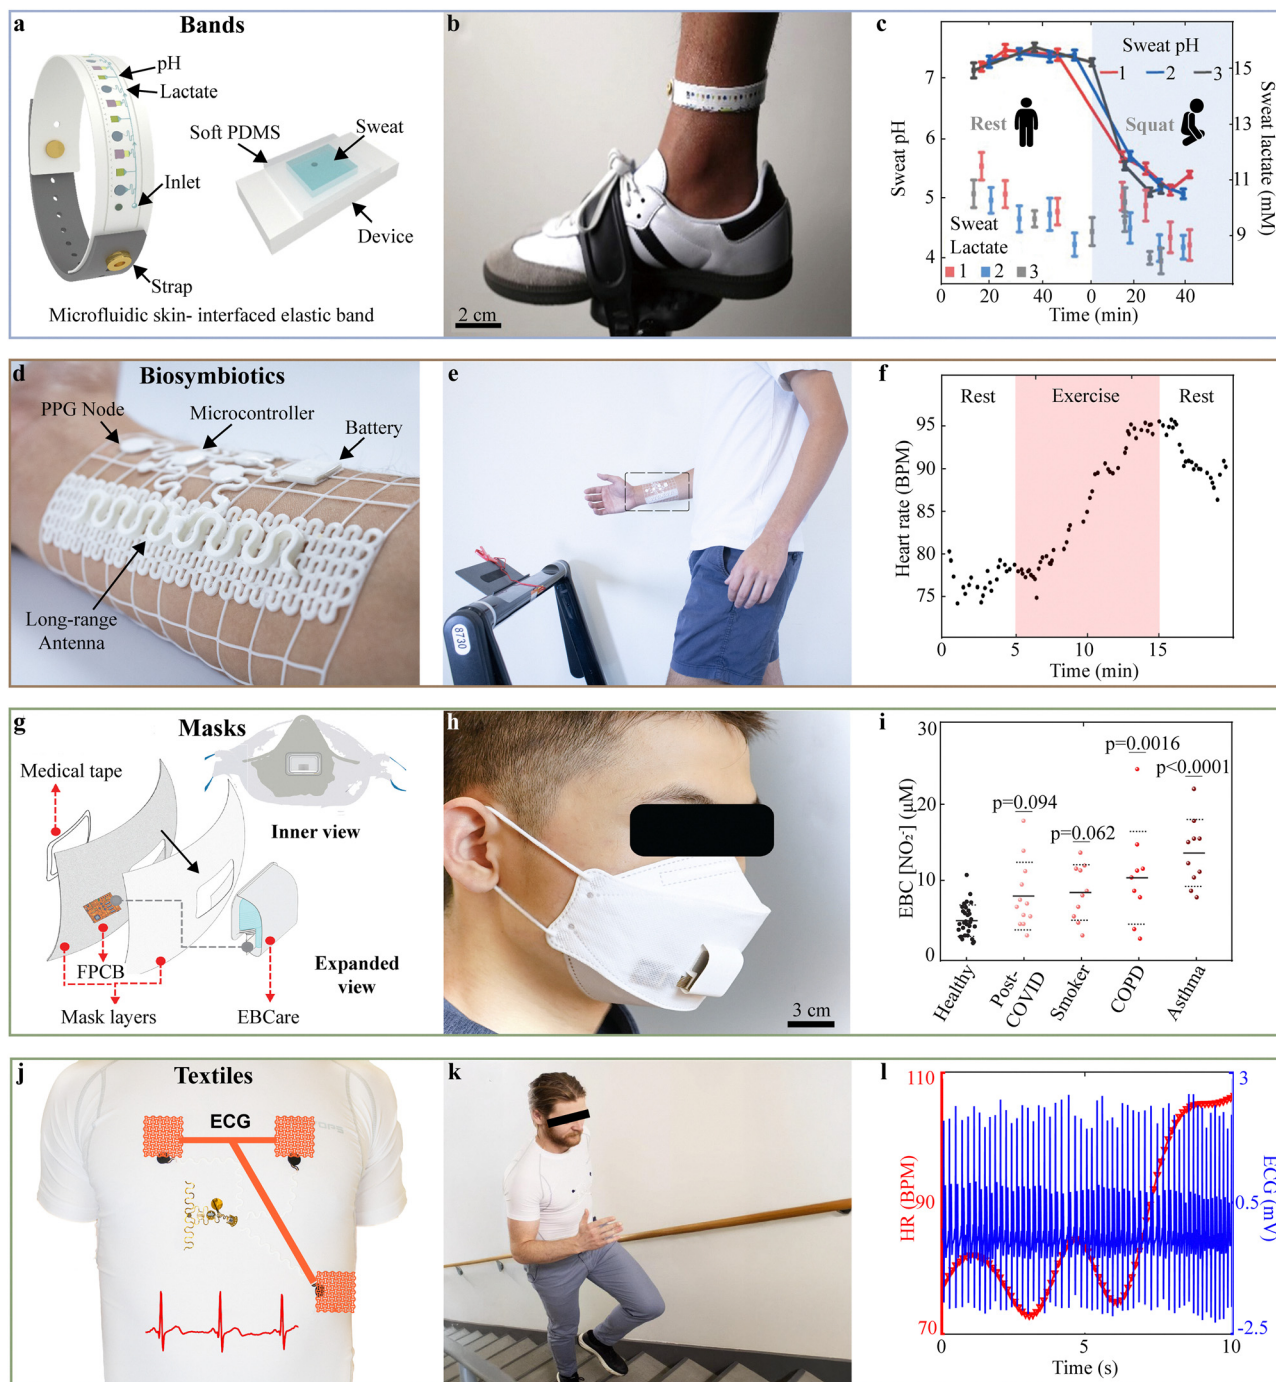 a
Bands
pH
Lactate
Soft PDMS
Sweat
Inlet
Device
Strap
Microfluidic skin- interfaced elastic band
b
2 cm
c
Sweat pH
1 2 3
Rest
Squat
Sweat
Lactate
1 2 3
Sweat pH
7
6
5
4
Sweat lactate (mM)
15
13
11
9
0 20 40 0 20 40
Time (min)
d
Biosymbiotics
PPG Node
Microcontroller
Battery
Long-range
Antenna
e
8730
f
Rest Exercise Rest
Heart rate (BPM)
95
90
80
75
0 5 10 15
Time (min)
g
Masks
Medical tape
Inner view
FPCB
Expanded
view
Mask layers
EBCare
h
3 cm
i
EBC [NO₂⁻] (µM)
30
20
10
0
p=0.094
p=0.062
p=0.0016
p<0.0001
Healthy
Post-
COVID
Smoker
COPD
Asthma
j
Textiles
ECG
k
l
HR (BPM)
110
90
70
ECG (mV)
3
0.5
-2.5
0 5 10
Time (s)